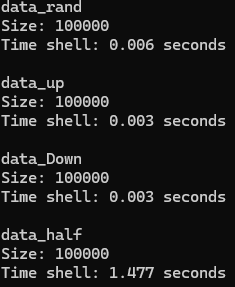 data_rand
Size: 100000
Time shell: 0.006 seconds
data_up
Size: 100000
Time shell: 0.003 seconds
data_Down
Size: 100000
Time shell: 0.003 seconds
data_half
Size: 100000
Time shell: 1.477 seconds